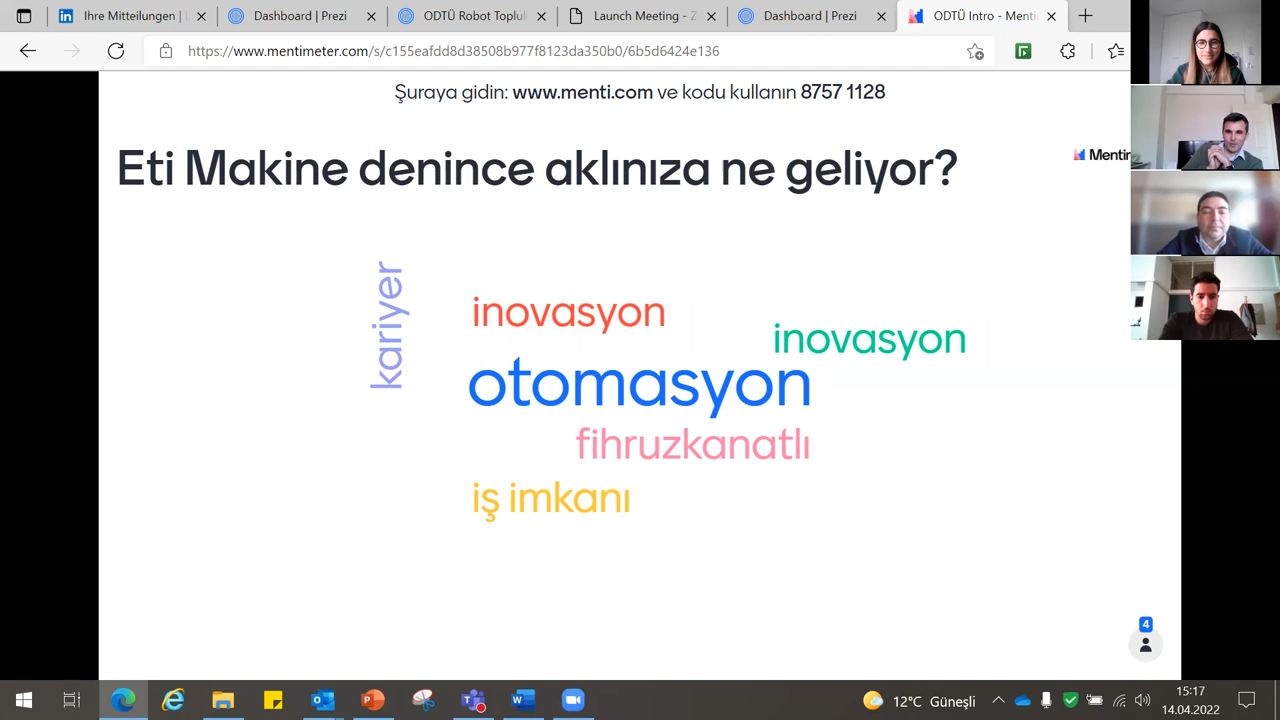 Ihre Mitteilungen
Dashboard | Prezi
ODTÜ Robot Toplul
Launch Meeting - Z
Dashboard | Prezi
ODTÜ Intro - Menti
https://www.mentimeter.com/s/c155eafdd8d38508b977f8123da350b0/6b5d6424e136
Şuraya gidin: www.menti.com ve kodu kullanın 8757 1128
Eti Makine denince aklınıza ne geliyor?
Mentim
kariyer
inovasyon
inovasyon
otomasyon
fihruzkanatlı
iş imkanı
4
12°C Güneşli
15:17
14.04.2022